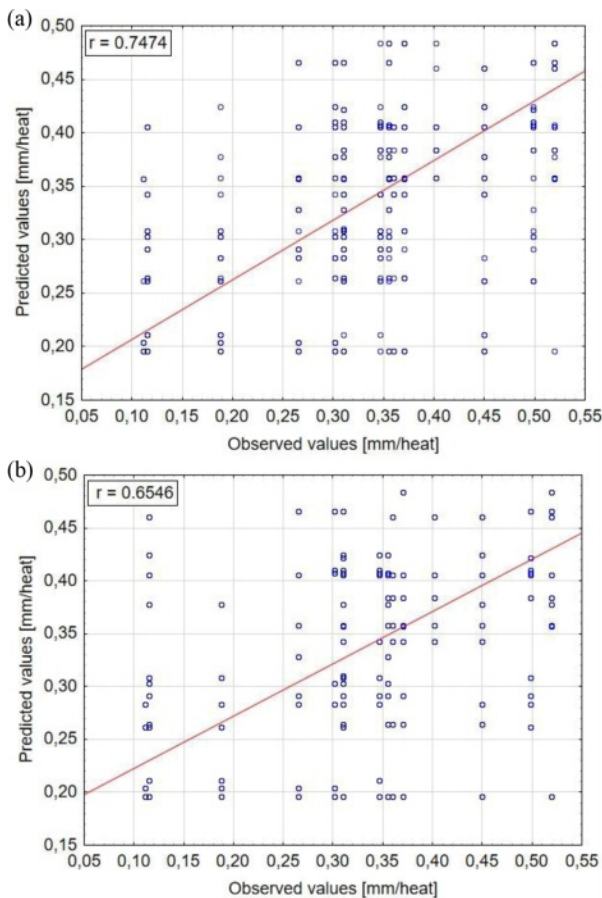 (a)
r = 0.7474
0,50
0,45
0,40
0,35
0,30
0,25
0,20
0,15
Predicted values [mm/heat]
0,05 0,10 0,15 0,20 0,25 0,30 0,35 0,40 0,45 0,50 0,55
Observed values [mm/heat]
(b)
r = 0.6546
0,50
0,45
0,40
0,35
0,30
0,25
0,20
0,15
Predicted values [mm/heat]
0,05 0,10 0,15 0,20 0,25 0,30 0,35 0,40 0,45 0,50 0,55
Observed values [mm/heat]